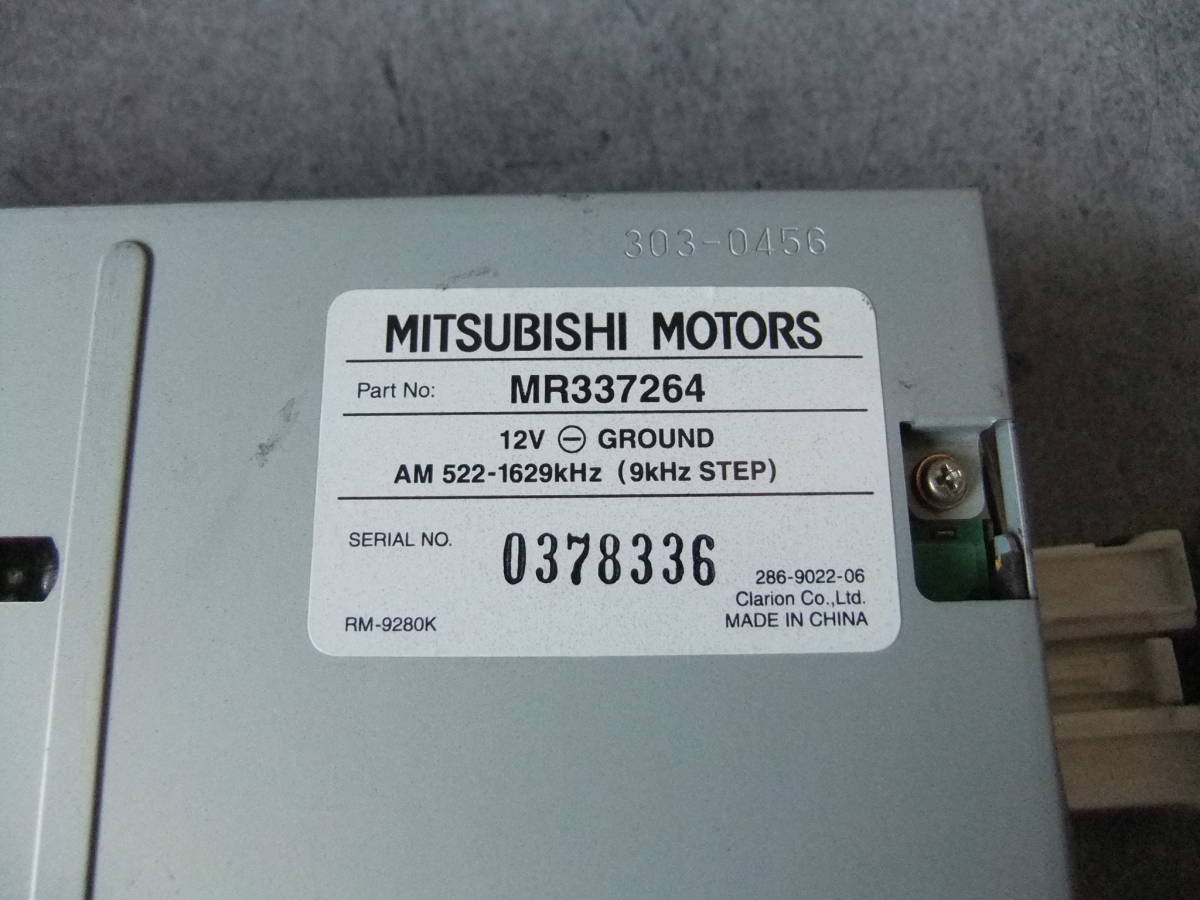 303-0456
MITSUBISHI MOTORS
Part No: MR337264
12V ⊖ GROUND
AM 522-1629kHz (9kHz STEP)
SERIAL NO. 0378336
286-9022-06
Clarion Co.,Ltd.
RM-9280K MADE IN CHINA